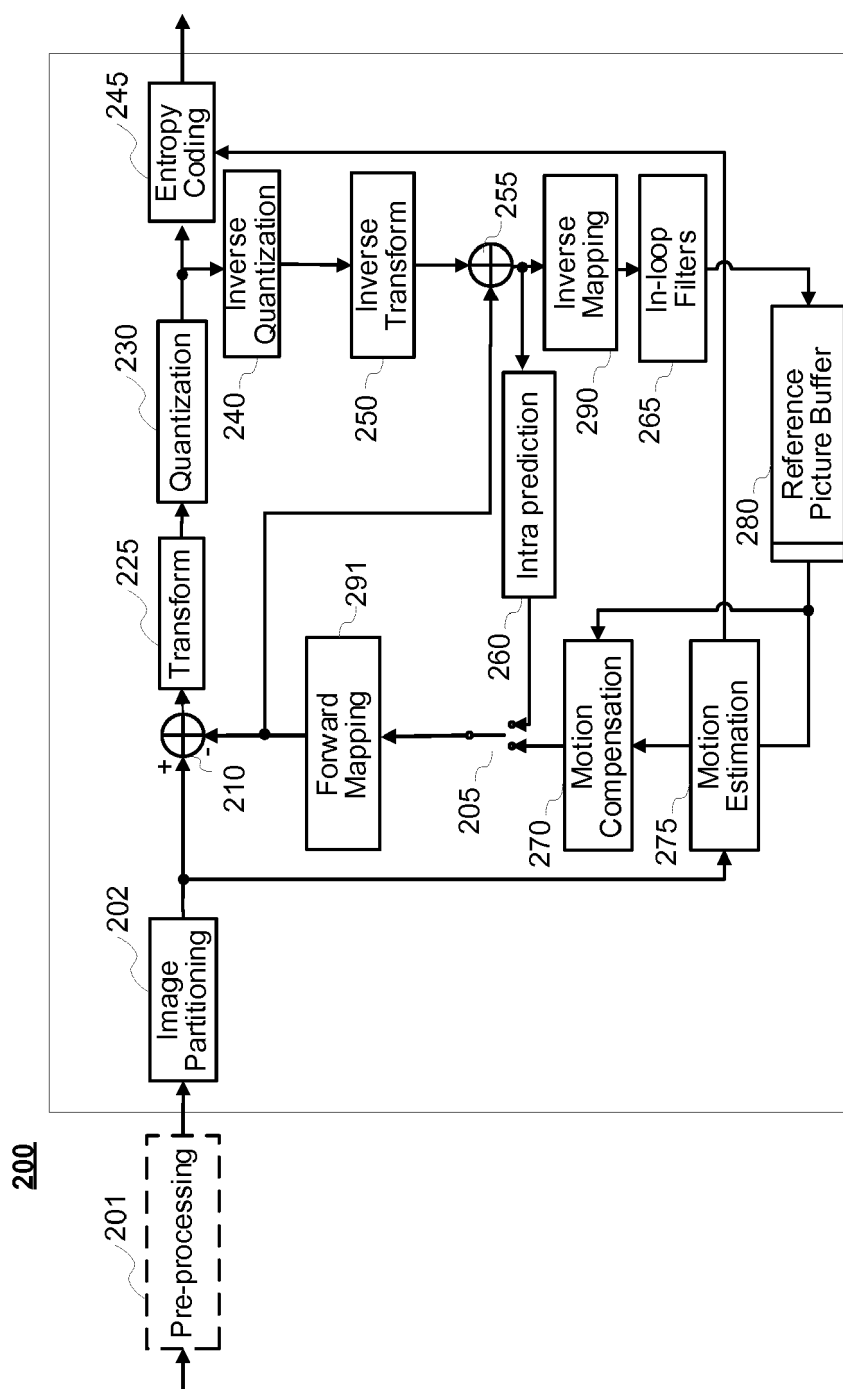 200
201
Pre-processing
202
Image
Partitioning
+
-
210
225
Transform
230
Quantization
245
Entropy
Coding
240
Inverse
Quantization
250
Inverse
Transform
255
291
Forward
Mapping
260
Intra prediction
290
Inverse
Mapping
265
In-loop
Filters
205
270
Motion
Compensation
275
Motion
Estimation
280
Reference
Picture Buffer